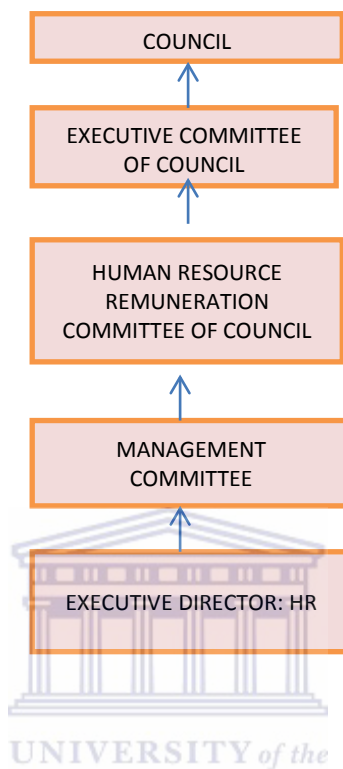 COUNCIL
EXECUTIVE COMMITTEE
OF COUNCIL
HUMAN RESOURCE
REMUNERATION
COMMITTEE OF COUNCIL
MANAGEMENT
COMMITTEE
EXECUTIVE DIRECTOR: HR
UNIVERSITY of the